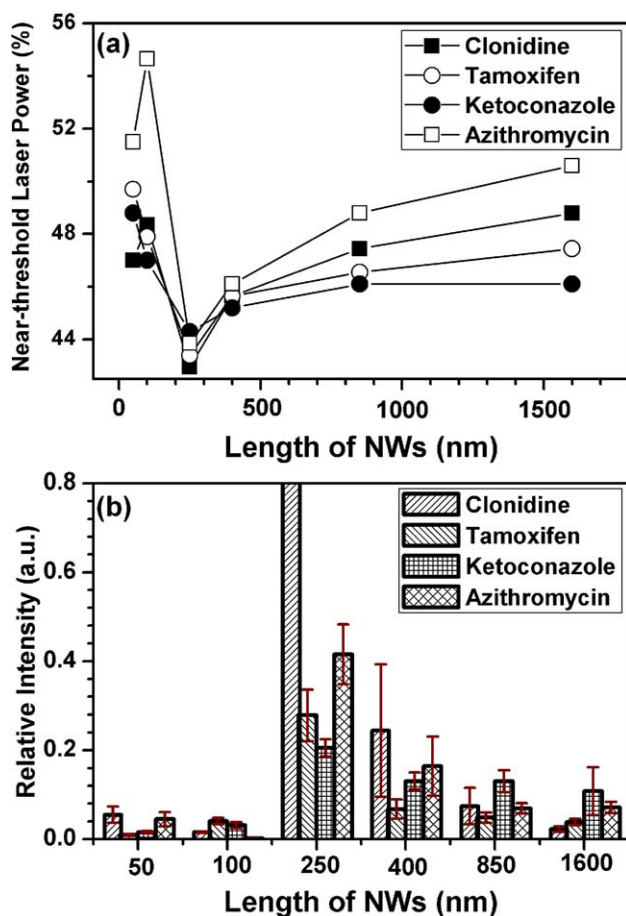 56
(a)
Clonidine
Tamoxifen
Ketoconazole
Azithromycin
52
48
44
Near-threshold Laser Power (%)
0 500 1000 1500
Length of NWs (nm)
0.8
(b)
Clonidine
Tamoxifen
Ketoconazole
Azithromycin
0.6
0.4
0.2
0.0
Relative Intensity (a.u.)
50 100 250 400 850 1600
Length of NWs (nm)